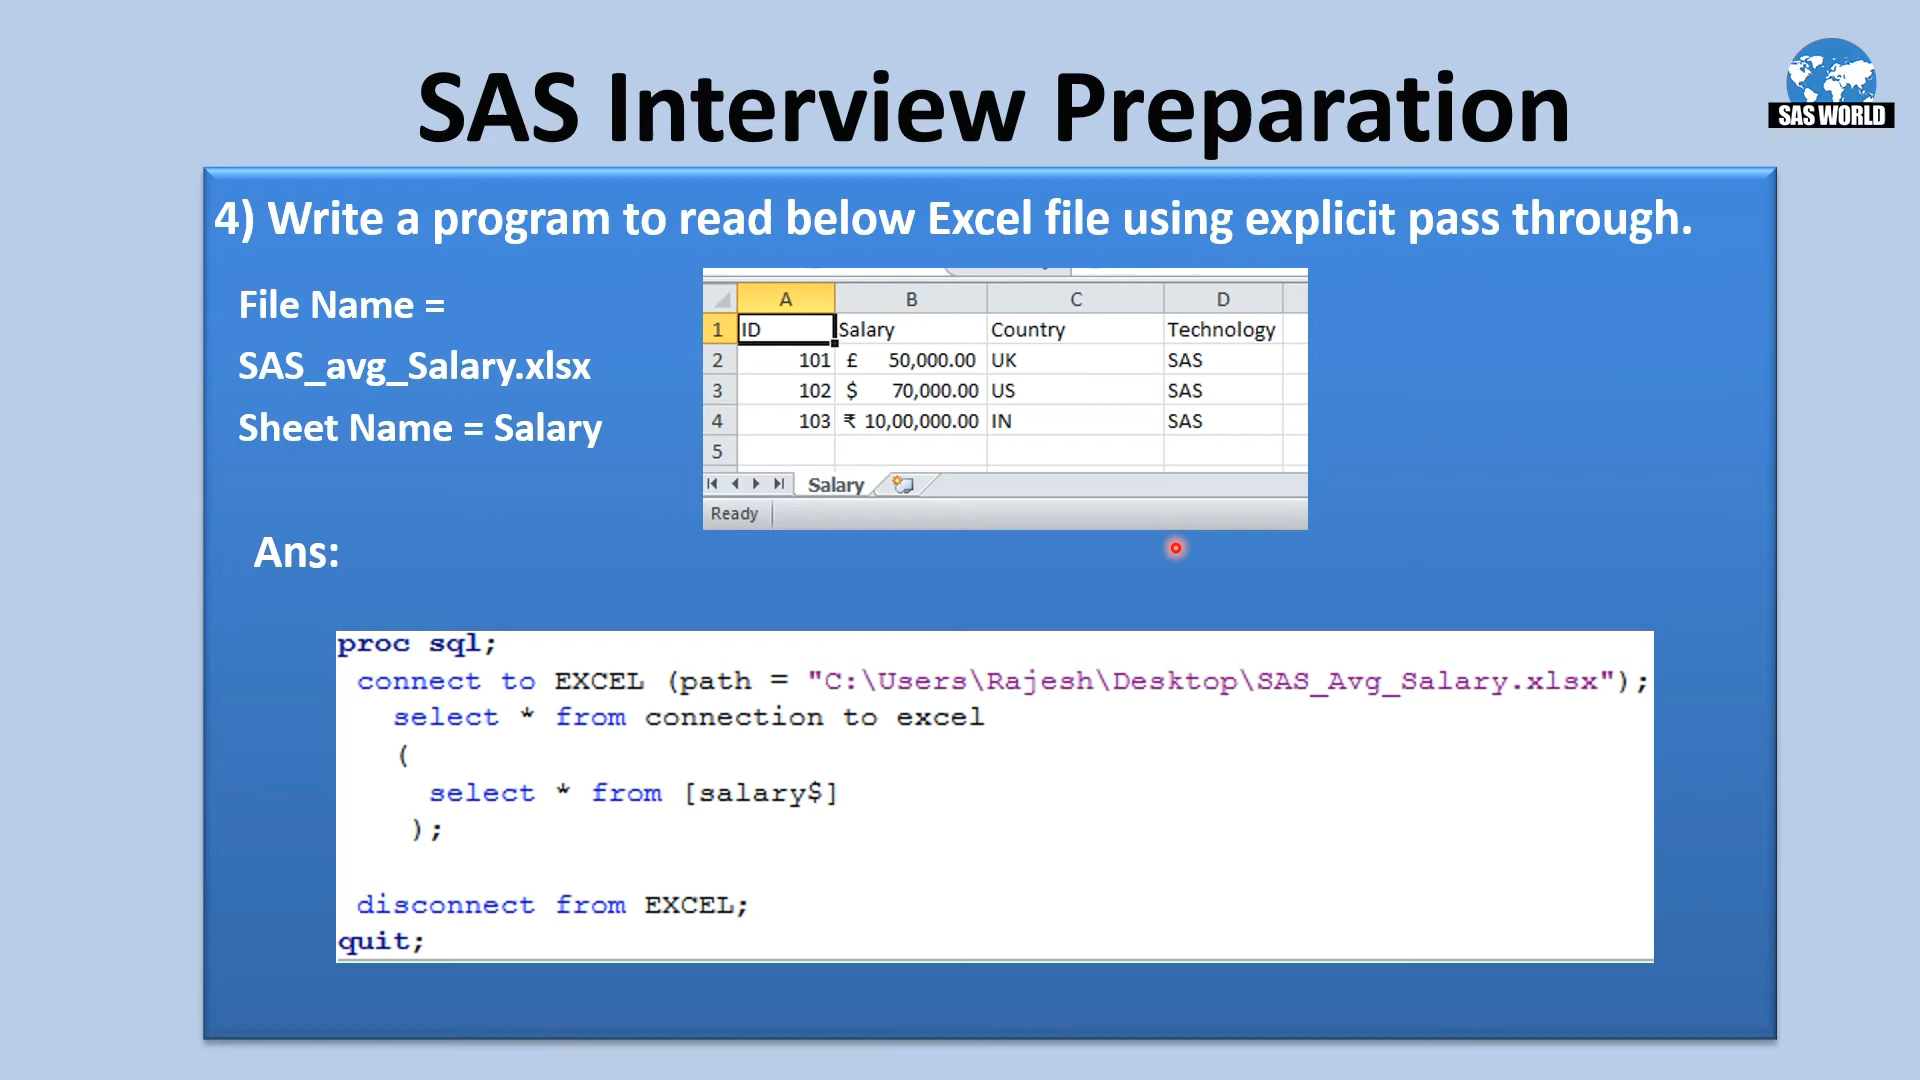 SAS Interview Preparation
SAS WORLD
4) Write a program to read below Excel file using explicit pass through.
File Name =
SAS_avg_Salary.xlsx
Sheet Name = Salary
A B C D
1 ID Salary Country Technology
2 101 £ 50,000.00 UK SAS
3 102 $ 70,000.00 US SAS
4 103 ₹ 10,00,000.00 IN SAS
5
Salary
Ready
Ans:
proc sql;
connect to EXCEL (path = "C:\Users\Rajesh\Desktop\SAS_Avg_Salary.xlsx");
select * from connection to excel
(
select * from [salary$]
);
disconnect from EXCEL;
quit;